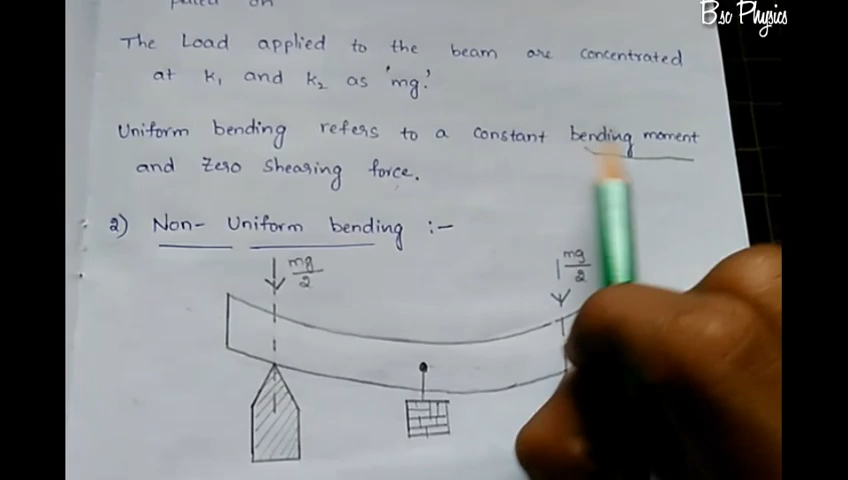 Bsc Physics
on
The Load applied to the beam are concentrated
at K₁ and K₂ as 'mg'.
Uniform bending refers to a constant bending moment
and Zero Shearing force.
2) Non- Uniform bending :-
mg/2
mg/2